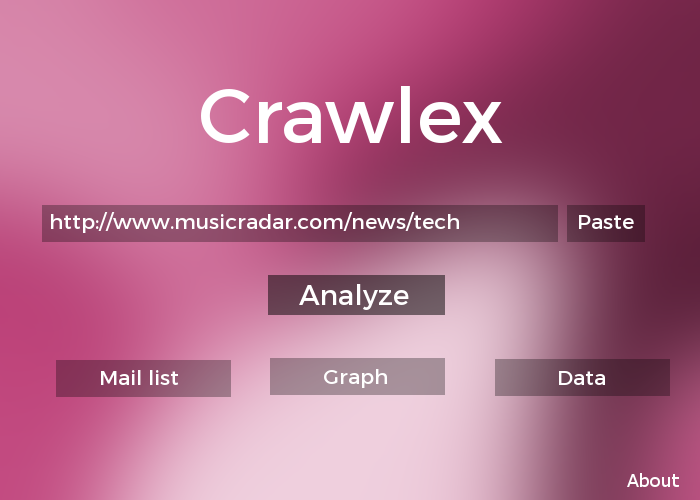 Crawlex
http://www.musicradar.com/news/tech
Paste
Analyze
Mail list
Graph
Data
About